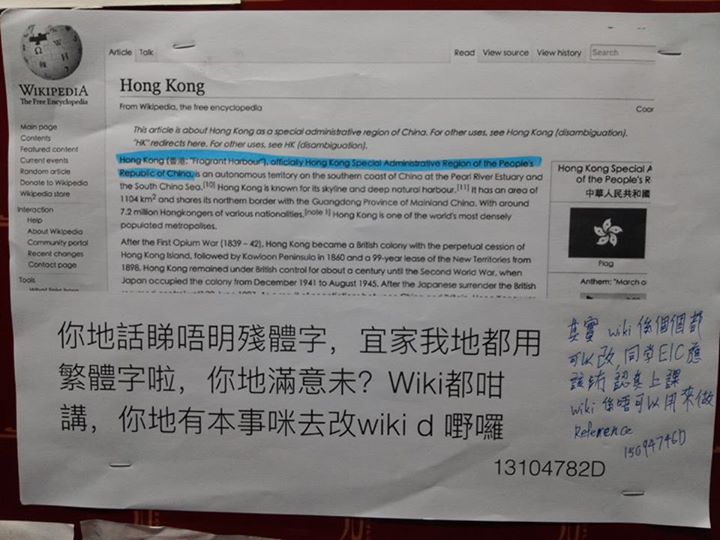 WIKIPEDIA
The Free Encyclopedia
Main page
Contents
Featured content
Current events
Random article
Donate to Wikipedia
Wikipedia store
Interaction
Help
About Wikipedia
Community portal
Recent changes
Contact page
Tools
Article Talk
Read View source View history Search
Hong Kong
From Wikipedia, the free encyclopedia
Coor
This article is about Hong Kong as a special administrative region of China. For other uses, see Hong Kong (disambiguation).
"HK" redirects here. For other uses, see HK (disambiguation).
Hong Kong (香港; "Fragrant Harbour"), officially Hong Kong Special Administrative Region of the People's
Republic of China, is an autonomous territory on the southern coast of China at the Pearl River Estuary and
the South China Sea.[10] Hong Kong is known for its skyline and deep natural harbour.[11] It has an area of
1104 km2 and shares its northern border with the Guangdong Province of Mainland China. With around
7.2 million Hongkongers of various nationalities,[note 1] Hong Kong is one of the world's most densely
populated metropolises.
After the First Opium War (1839 – 42), Hong Kong became a British colony with the perpetual cession of
Hong Kong Island, followed by Kowloon Peninsula in 1860 and a 99-year lease of the New Territories from
1898. Hong Kong remained under British control for about a century until the Second World War, when
Japan occupied the colony from December 1941 to August 1945. After the Japanese surrender the British
Hong Kong Special A
of the People's R
中華人民共和國
Flag
Anthem: "March o
你地話睇唔明殘體字，宜家我地都用
繁體字啦，你地滿意未？Wiki都咁
講，你地有本事咪去改wiki d 嘢囉
13104782D
其實 wiki 係個個都
可以改，同學EIC應
該 認真上課
wiki 係唔可以用來做
Reference
15094746D